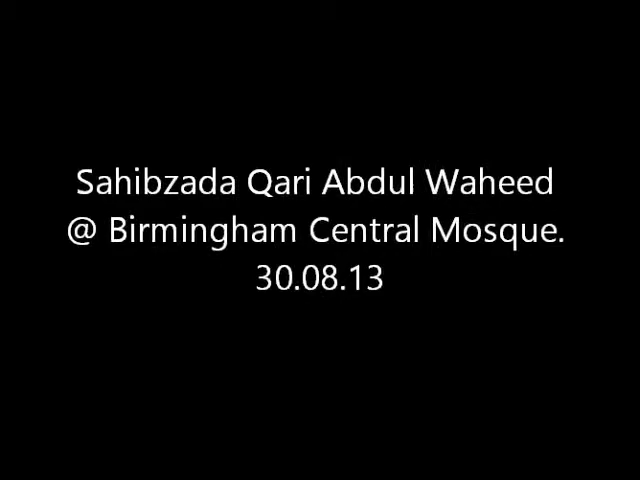 Sahibzada Qari Abdul Waheed
@ Birmingham Central Mosque.
30.08.13